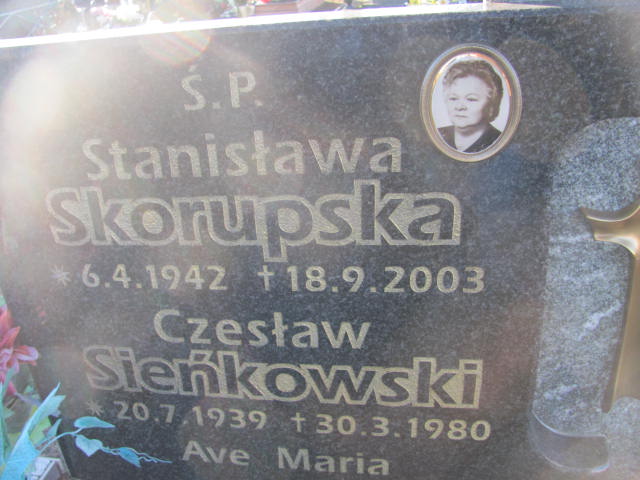 Ś.P.
Stanisława
Skorupska
* 6.4.1942 † 18.9.2003
Czesław
Sieńkowski
* 20.7.1939 † 30.3.1980
Ave Maria